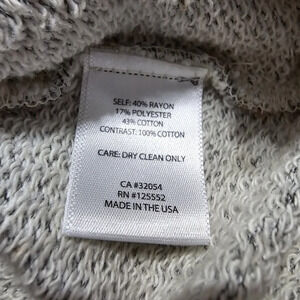 SELF: 40% RAYON
17% POLYESTER
43% COTTON
CONTRAST: 100% COTTON
CARE: DRY CLEAN ONLY
CA #32054
RN #125552
MADE IN THE USA